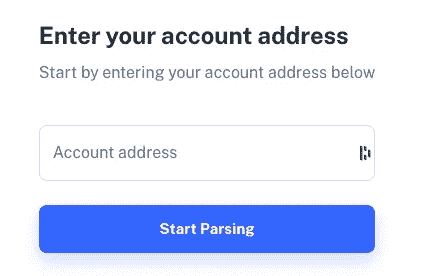 Enter your account address
Start by entering your account address below
Account address
Start Parsing